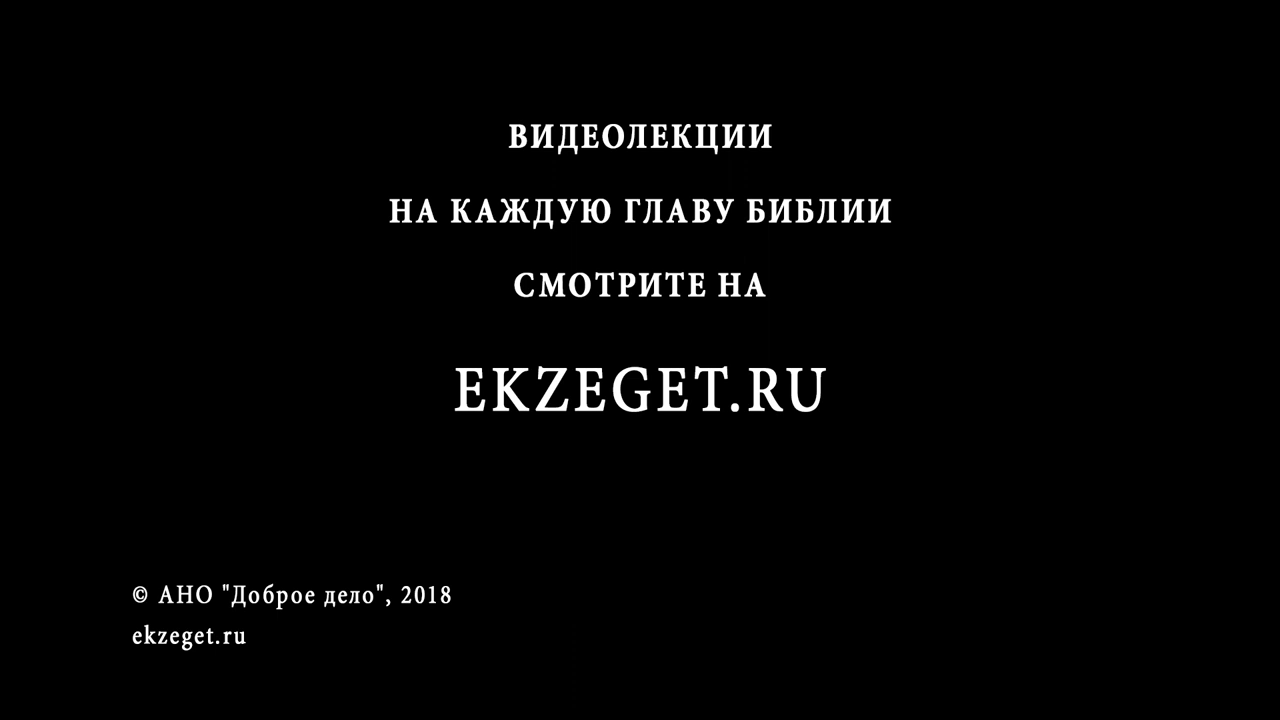 ВИДЕОЛЕКЦИИ
НА КАЖДУЮ ГЛАВУ БИБЛИИ
СМОТРИТЕ НА
EKZEGET.RU
© АНО "Доброе дело", 2018
ekzeget.ru